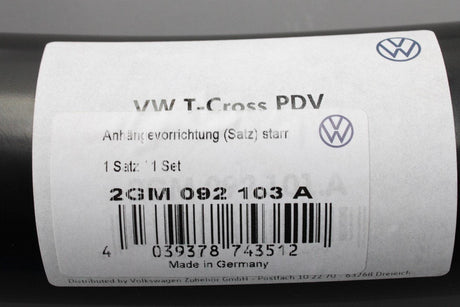 VW T-Cross PDV
Anhängevorrichtung (Satz) starr
1 Satz / 1 Set
2GM 092 103 A
4 039378 743512
Made in Germany
Distributed by Volkswagen Zubehör GmbH - Postfach 10 22 70 - 63268 Dreieich